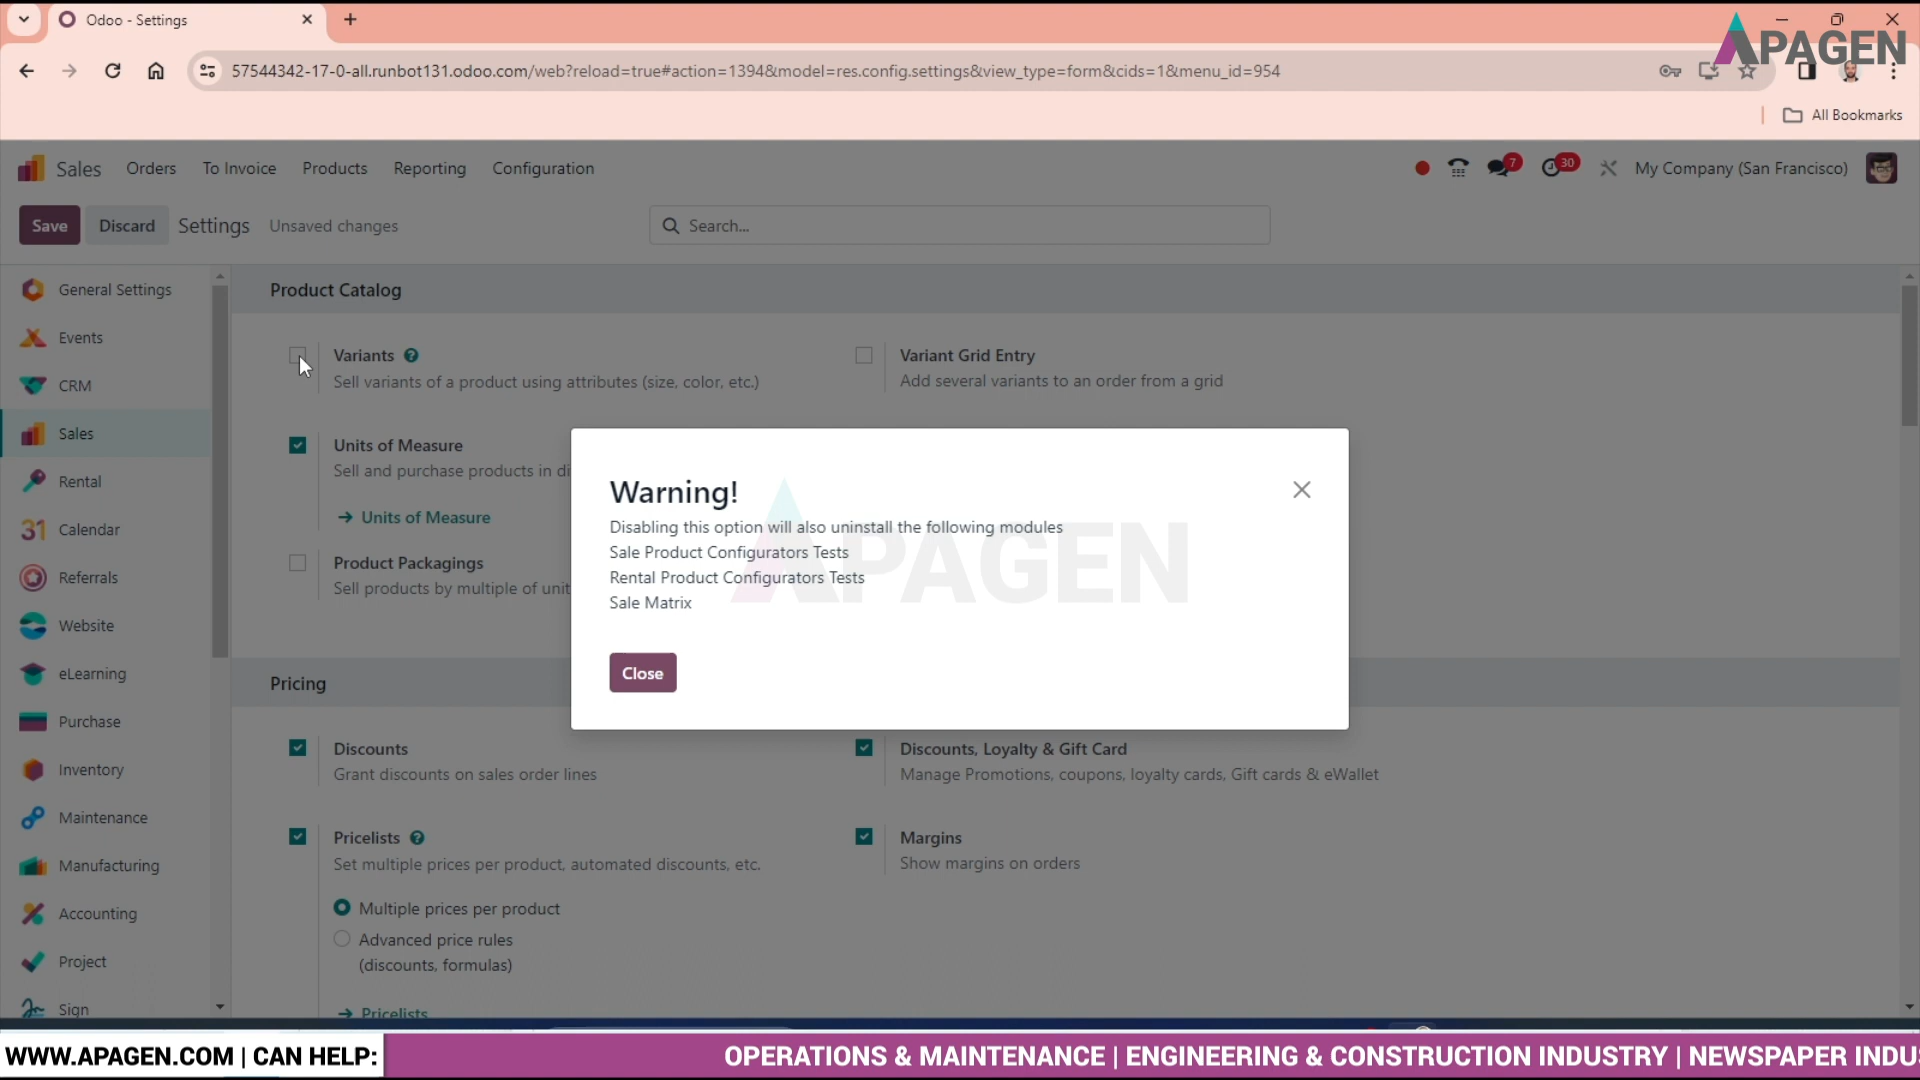 Odoo - Settings
APAGEN
57544342-17-0-all.runbot131.odoo.com/web?reload=true#action=1394&model=res.config.settings&view_type=form&cids=1&menu_id=954
All Bookmarks
Sales Orders To Invoice Products Reporting Configuration
7 30 My Company (San Francisco)
Save Discard Settings Unsaved changes
Search...
General Settings
Events
CRM
Sales
Rental
31 Calendar
Referrals
Website
eLearning
Purchase
Inventory
Maintenance
Manufacturing
Accounting
Project
Sign
Product Catalog
Variants ?
Sell variants of a product using attributes (size, color, etc.)
Variant Grid Entry
Add several variants to an order from a grid
Units of Measure
Sell and purchase products in di
Units of Measure
Product Packagings
Sell products by multiple of unit
Warning!
Disabling this option will also uninstall the following modules
Sale Product Configurators Tests
Rental Product Configurators Tests
Sale Matrix
APAGEN
Close
Pricing
Discounts
Grant discounts on sales order lines
Discounts, Loyalty & Gift Card
Manage Promotions, coupons, loyalty cards, Gift cards & eWallet
Pricelists ?
Set multiple prices per product, automated discounts, etc.
Multiple prices per product
Advanced price rules
(discounts, formulas)
Pricelists
Margins
Show margins on orders
WWW.APAGEN.COM | CAN HELP:
OPERATIONS & MAINTENANCE | ENGINEERING & CONSTRUCTION INDUSTRY | NEWSPAPER INDUS